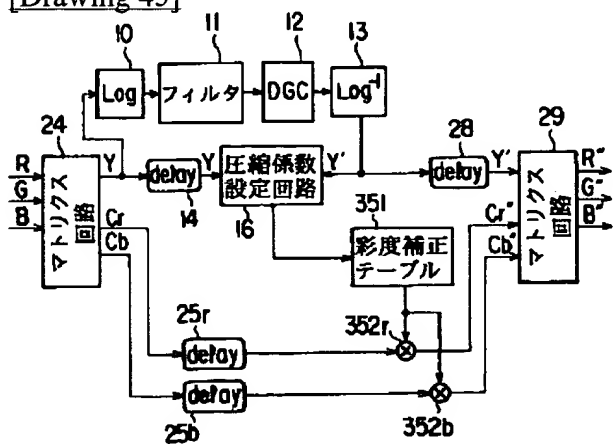 [Drawing 45]
10
11
12
13
Log
フィルタ
DGC
Log⁻¹
24
R
G
B
マトリクス
回路
Y
Cr
Cb
delay
14
Y
圧縮係数
設定回路
16
Y'
28
delay
Y'
Cr"
Cb"
29
マトリクス
回路
R"
G"
B"
351
彩度補正
テーブル
25r
delay
352r
25b
delay
352b